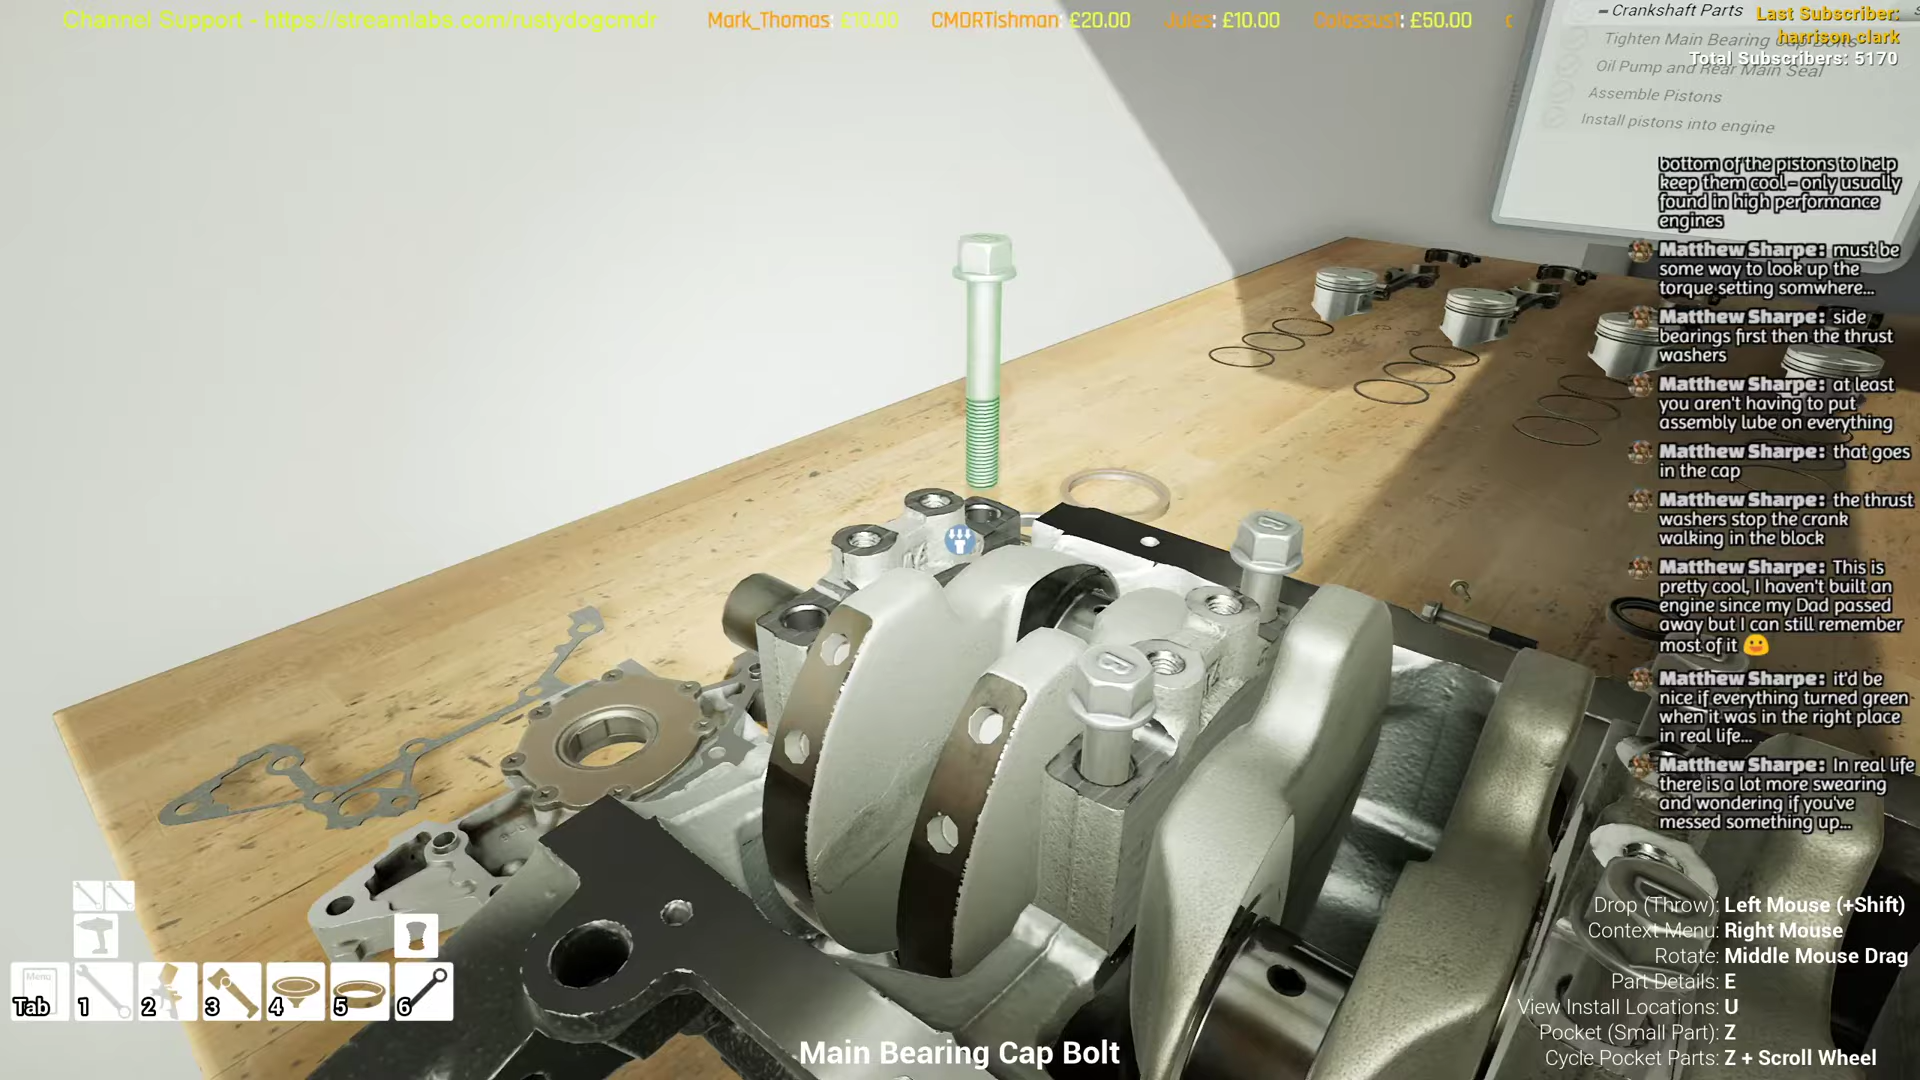 Channel Support - https://streamlabs.com/rustydogcmdr
Mark_Thomas: £10.00 CMDRTishman: £20.00 Jules: £10.00 Colossus1: £50.00
Crankshaft Parts
Tighten Main Bearing Cap Bolts
Oil Pump and Rear Main Seal
Assemble Pistons
Install pistons into engine
Last Subscriber:
harrison clark
Total Subscribers: 5170
bottom of the pistons to help
keep them cool - only usually
found in high performance
engines
Matthew Sharpe: must be
some way to look up the
torque setting somwhere...
Matthew Sharpe: side
bearings first then the thrust
washers
Matthew Sharpe: at least
you aren't having to put
assembly lube on everything
Matthew Sharpe: that goes
in the cap
Matthew Sharpe: the thrust
washers stop the crank
walking in the block
Matthew Sharpe: This is
pretty cool, I haven't built an
engine since my Dad passed
away but I can still remember
most of it 😀
Matthew Sharpe: it'd be
nice if everything turned green
when it was in the right place
in real life...
Matthew Sharpe: In real life
there is a lot more swearing
and wondering if you've
messed something up...
Menu
Tab 1 2 3 4 5 6
Main Bearing Cap Bolt
Drop (Throw): Left Mouse (+Shift)
Context Menu: Right Mouse
Rotate: Middle Mouse Drag
Part Details: E
View Install Locations: U
Pocket (Small Part): Z
Cycle Pocket Parts: Z + Scroll Wheel